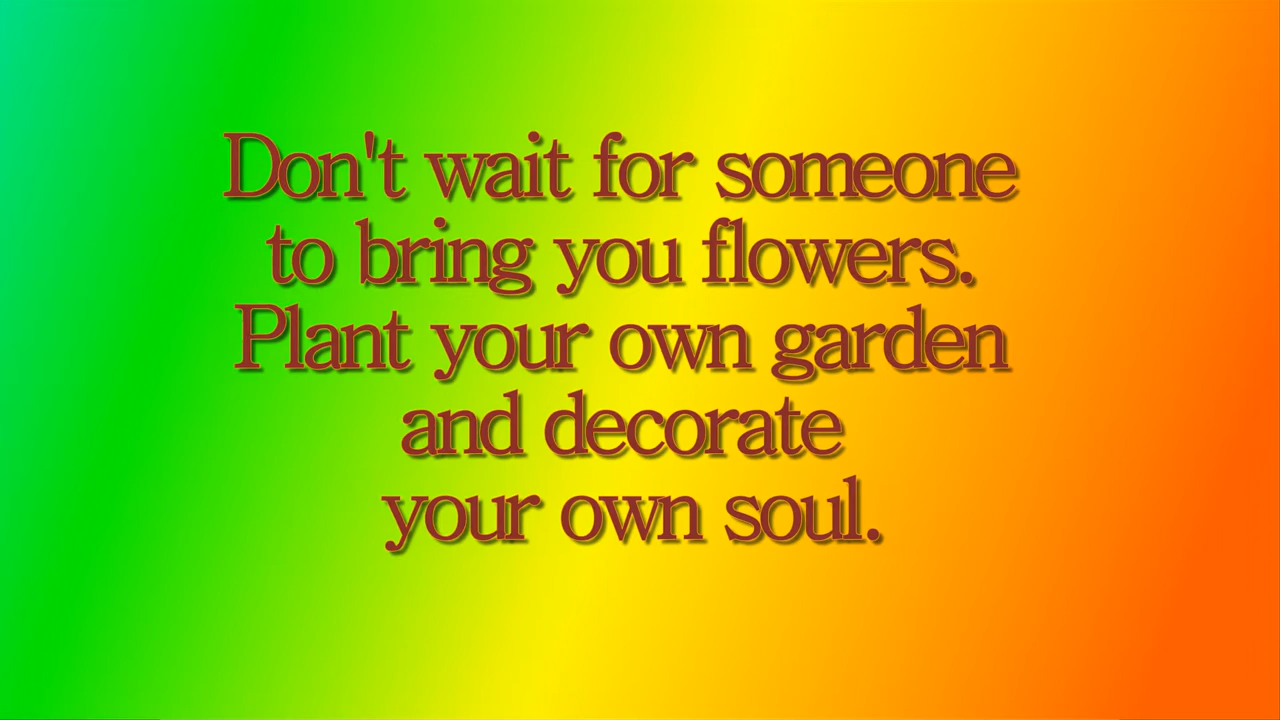 Don't wait for someone
to bring you flowers.
Plant your own garden
and decorate
your own soul.